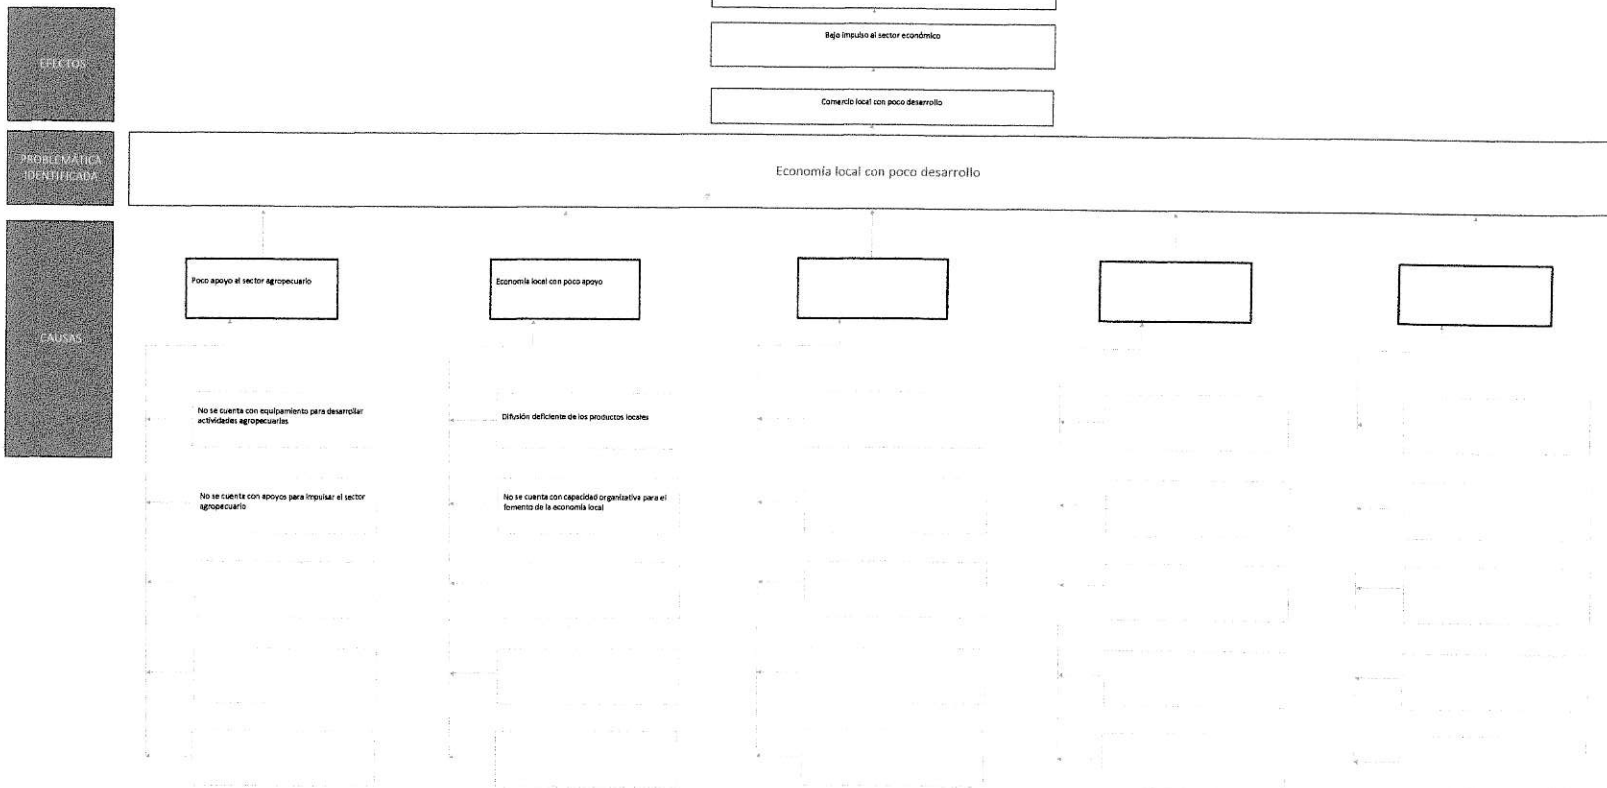 EFECTOS
Bajo impulso al sector económico
Comercio local con poco desarrollo
PROBLEMÁTICA
IDENTIFICADA
Economía local con poco desarrollo
CAUSAS
Poco apoyo al sector agropecuario
Economía local con poco apoyo
No se cuenta con equipamiento para desarrollar
actividades agropecuarias
Difusión deficiente de los productos locales
No se cuenta con apoyos para impulsar el sector
agropecuario
No se cuenta con capacidad organizativa para el
fomento de la economía local